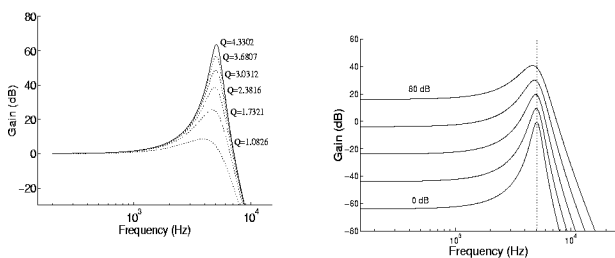 80
60
40
20
0
−20
Gain (dB)
Q=4.3302
Q=3.6807
Q=3.0312
Q=2.3816
Q=1.7321
Q=1.0826
10³
10⁴
Frequency (Hz)
60
40
20
0
−20
−40
−60
−80
Gain (dB)
80 dB
0 dB
10³
10⁴
Frequency (Hz)